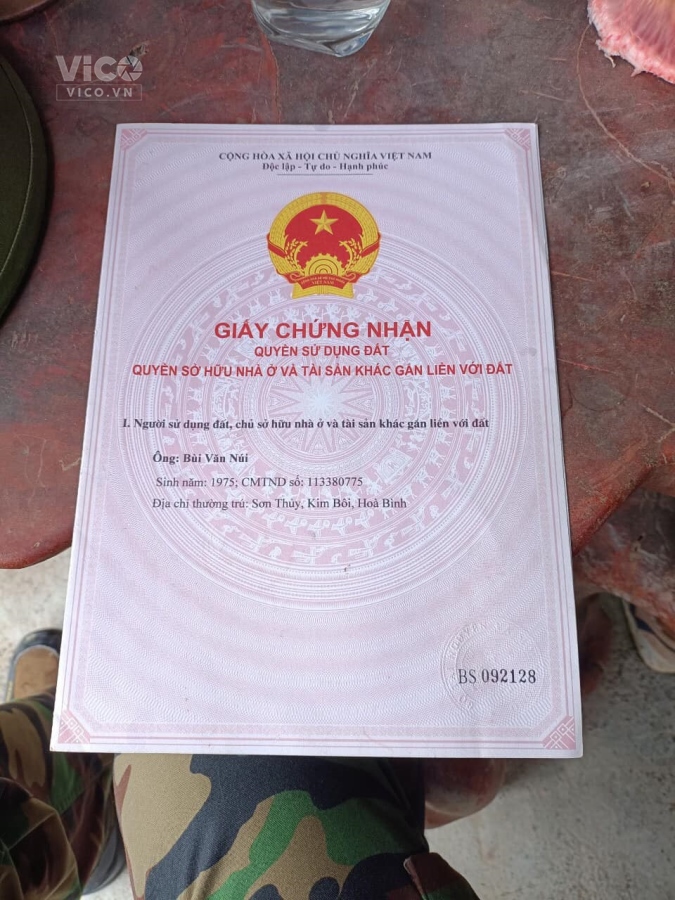 VICO
VICO.VN
CỘNG HÒA XÃ HỘI CHỦ NGHĨA VIỆT NAM
Độc lập - Tự do - Hạnh phúc
VIỆT NAM
GIẤY CHỨNG NHẬN
QUYỀN SỬ DỤNG ĐẤT
QUYỀN SỞ HỮU NHÀ Ở VÀ TÀI SẢN KHÁC GẮN LIỀN VỚI ĐẤT
I. Người sử dụng đất, chủ sở hữu nhà ở và tài sản khác gắn liền với đất
Ông: Bùi Văn Núi
Sinh năm: 1975; CMTND số: 113380775
Địa chỉ thường trú: Sơn Thủy, Kim Bôi, Hoà Bình
BS 092128